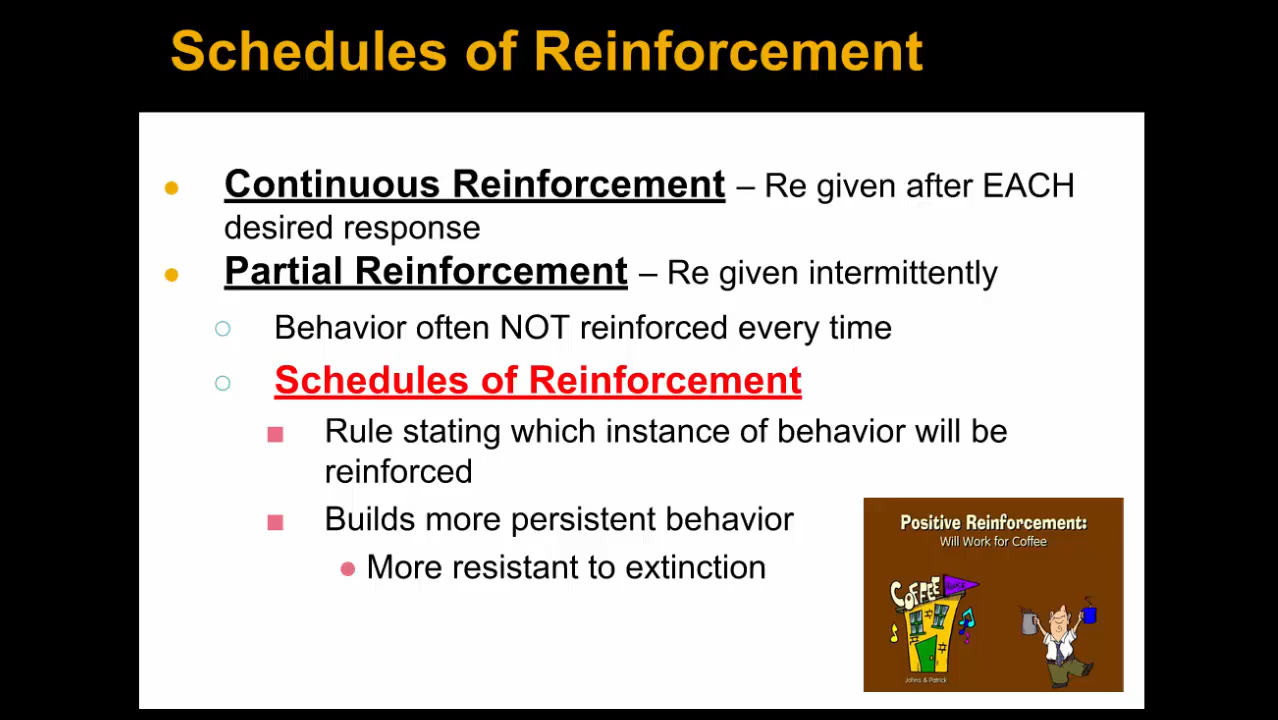 Schedules of Reinforcement
Continuous Reinforcement – Re given after EACH
desired response
Partial Reinforcement – Re given intermittently
Behavior often NOT reinforced every time
Schedules of Reinforcement
Rule stating which instance of behavior will be
reinforced
Builds more persistent behavior
More resistant to extinction
Positive Reinforcement:
Will Work for Coffee
COFFEE
Johns & Patrick